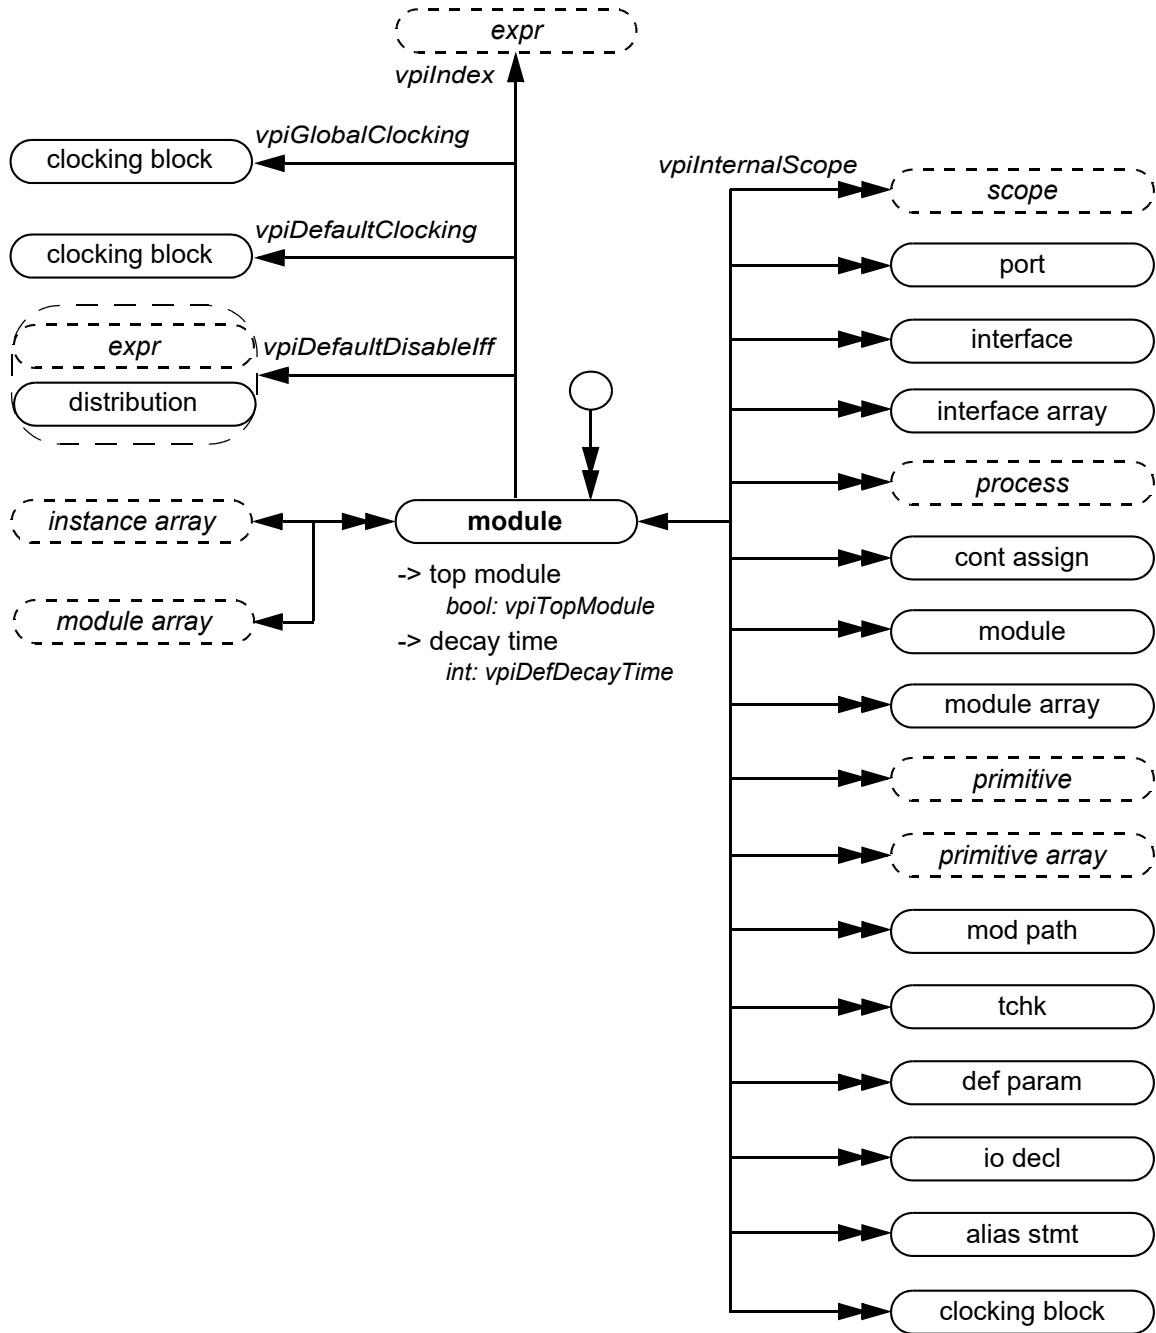 expr
vpiIndex
vpiGlobalClocking
clocking block
vpiDefaultClocking
clocking block
expr
vpiDefaultDisableIff
distribution
instance array
module array
module
-> top module
bool: vpiTopModule
-> decay time
int: vpiDefDecayTime
vpiInternalScope
scope
port
interface
interface array
process
cont assign
module
module array
primitive
primitive array
mod path
tchk
def param
io decl
alias stmt
clocking block